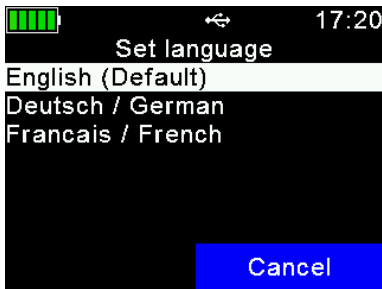 17:20
Set language
English (Default)
Deutsch / German
Francais / French
Cancel